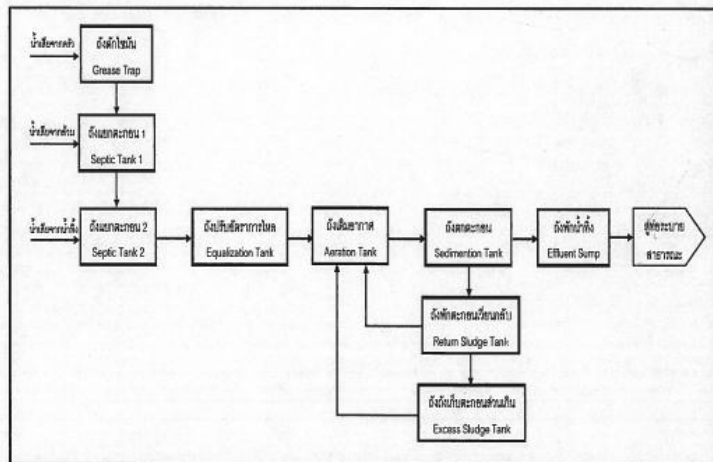 น้ำเสียจากครัว
ถังดักไขมัน
Grease Trap
น้ำเสียจากส้วม
ถังแยกตะกอน 1
Septic Tank 1
น้ำเสียจากน้ำทิ้ง
ถังแยกตะกอน 2
Septic Tank 2
ถังปรับอัตราการไหล
Equalization Tank
ถังเติมอากาศ
Aeration Tank
ถังตกตะกอน
Sedimention Tank
ถังพักน้ำทิ้ง
Effluent Sump
สู่ท่อระบาย
สาธารณะ
ถังพักตะกอนเวียนกลับ
Return Sludge Tank
ถังถังเก็บตะกอนส่วนเกิน
Excess Sludge Tank